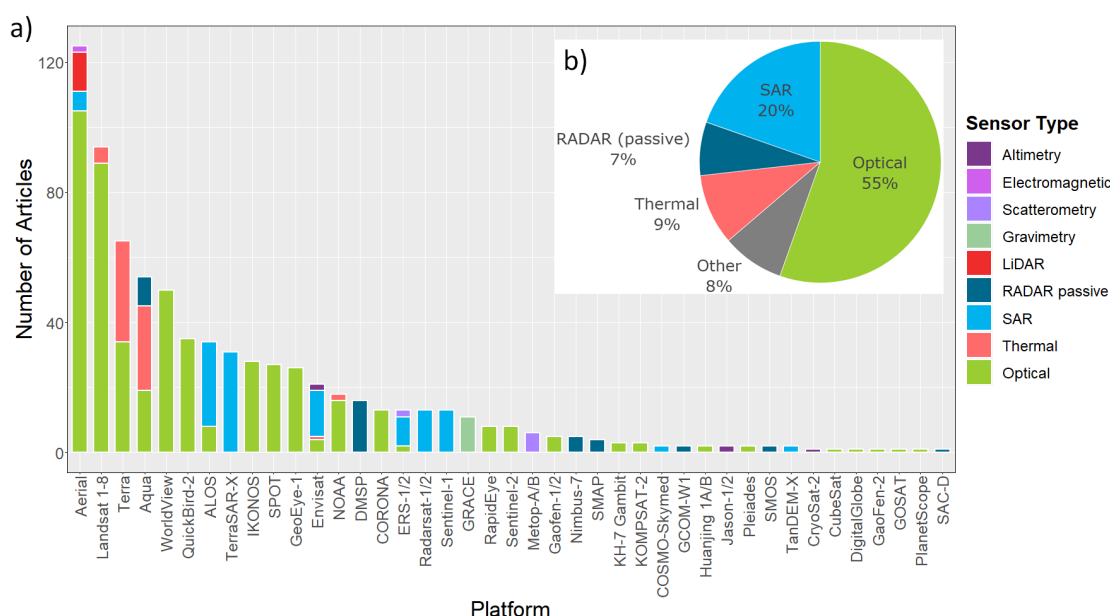 a)
b)
Number of Articles
120
80
40
0
SAR
20%
RADAR (passive)
7%
Optical
55%
Thermal
9%
Other
8%
Sensor Type
Altimetry
Electromagnetic
Scatterometry
Gravimetry
LiDAR
RADAR passive
SAR
Thermal
Optical
Aerial
Landsat 1-8
Terra
Aqua
WorldView
QuickBird-2
ALOS
TerraSAR-X
IKONOS
SPOT
GeoEye-1
Envisat
NOAA
DMSP
CORONA
ERS-1/2
Radarsat-1/2
Sentinel-1
GRACE
RapidEye
Sentinel-2
Metop-A/B
Gaofen-1/2
Nimbus-7
SMAP
KH-7 Gambit
KOMPSAT-2
COSMO-Skymed
GCOM-W1
Huanjing 1A/B
Jason-1/2
Pleiades
SMOS
TanDEM-X
CryoSat-2
CubeSat
DigitalGlobe
GaoFen-2
GOSAT
PlanetScope
SAC-D
Platform